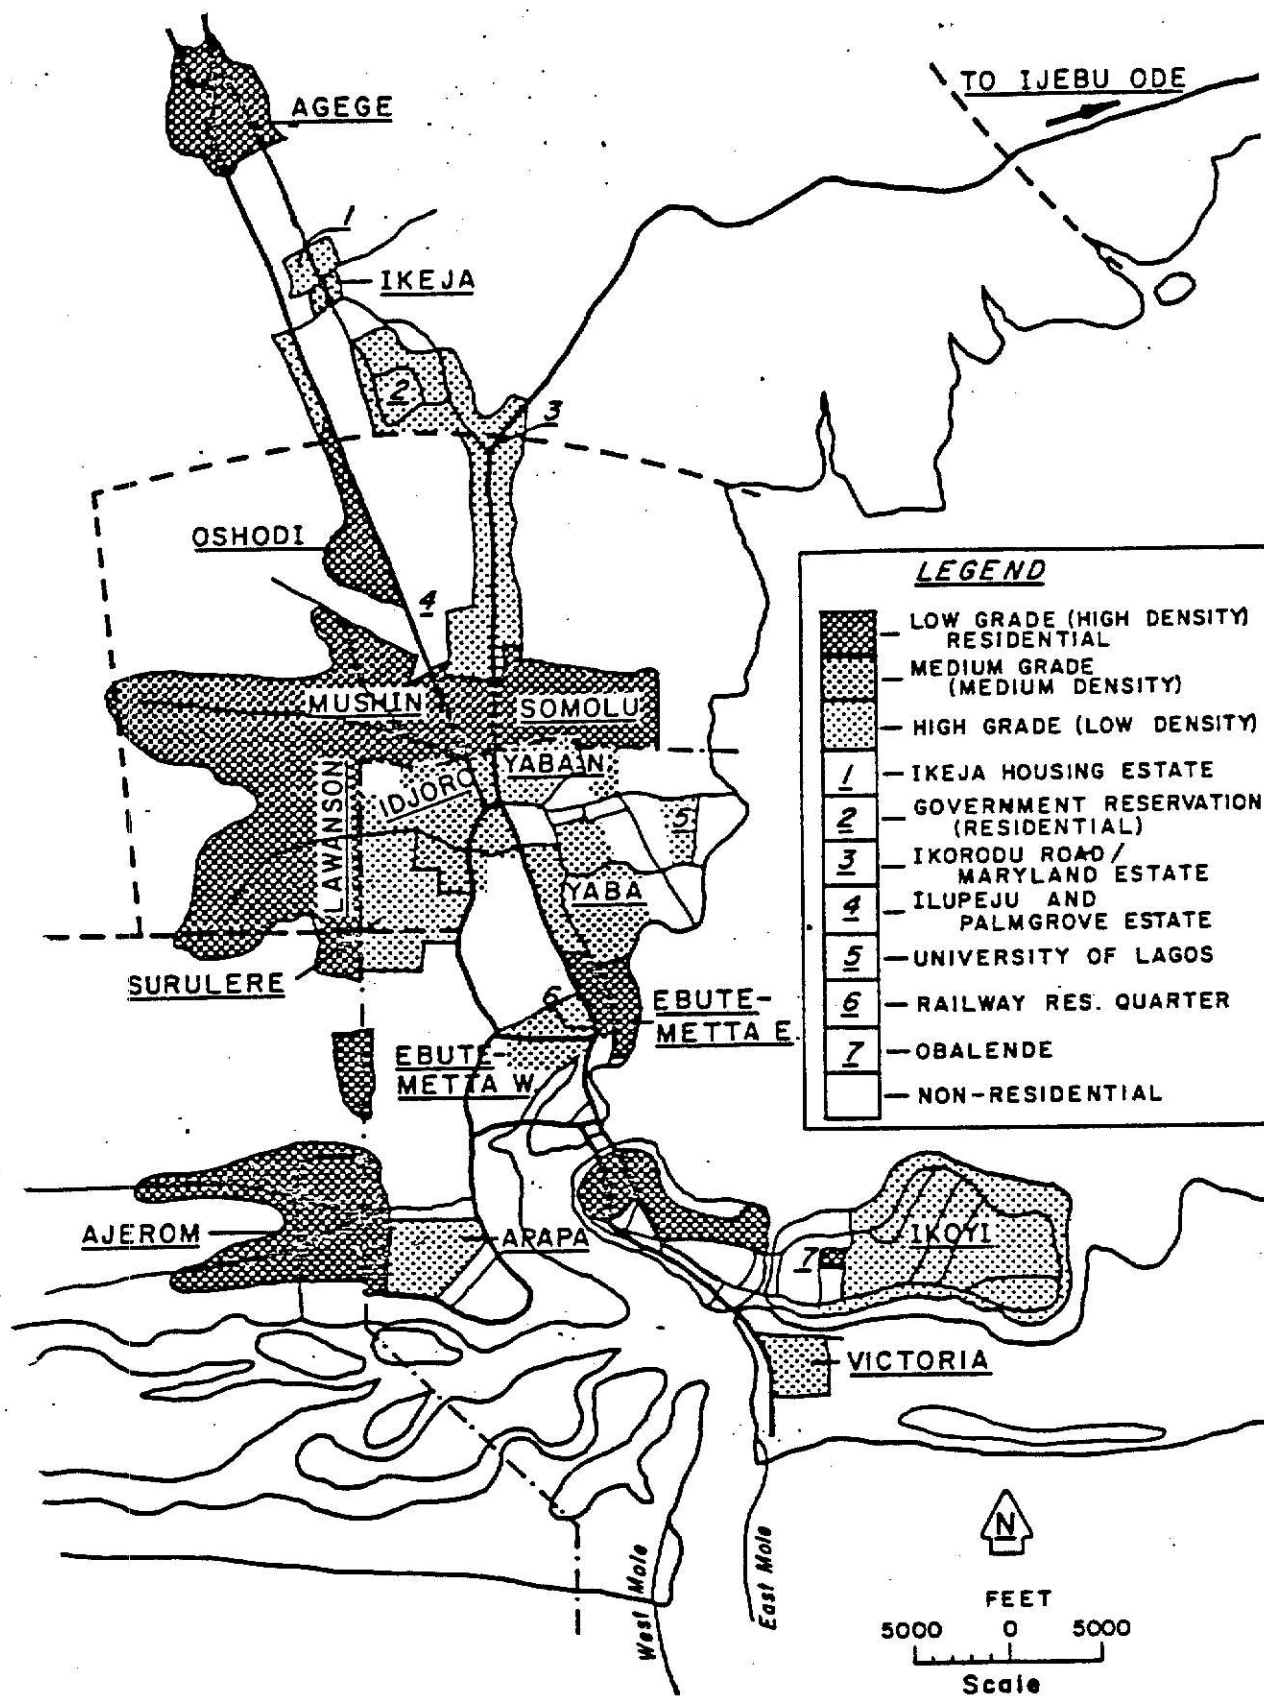 AGEGE
TO IJEBU ODE
1
IKEJA
2
3
OSHODI
4
MUSHIN
SOMOLU
YABA N
IDJORO
LAWANSON
5
YABA
SURULERE
6
EBUTE-
METTA E.
EBUTE-
METTA W.
AJEROM
APAPA
IKOYI
7
VICTORIA
West Mole
East Mole
LEGEND
LOW GRADE (HIGH DENSITY)
RESIDENTIAL
MEDIUM GRADE
(MEDIUM DENSITY)
HIGH GRADE (LOW DENSITY)
1 - IKEJA HOUSING ESTATE
2 - GOVERNMENT RESERVATION
(RESIDENTIAL)
3 - IKORODU ROAD/
MARYLAND ESTATE
4 - ILUPEJU AND
PALMGROVE ESTATE
5 - UNIVERSITY OF LAGOS
6 - RAILWAY RES. QUARTER
7 - OBALENDE
- NON-RESIDENTIAL
N
FEET
5000 0 5000
Scale